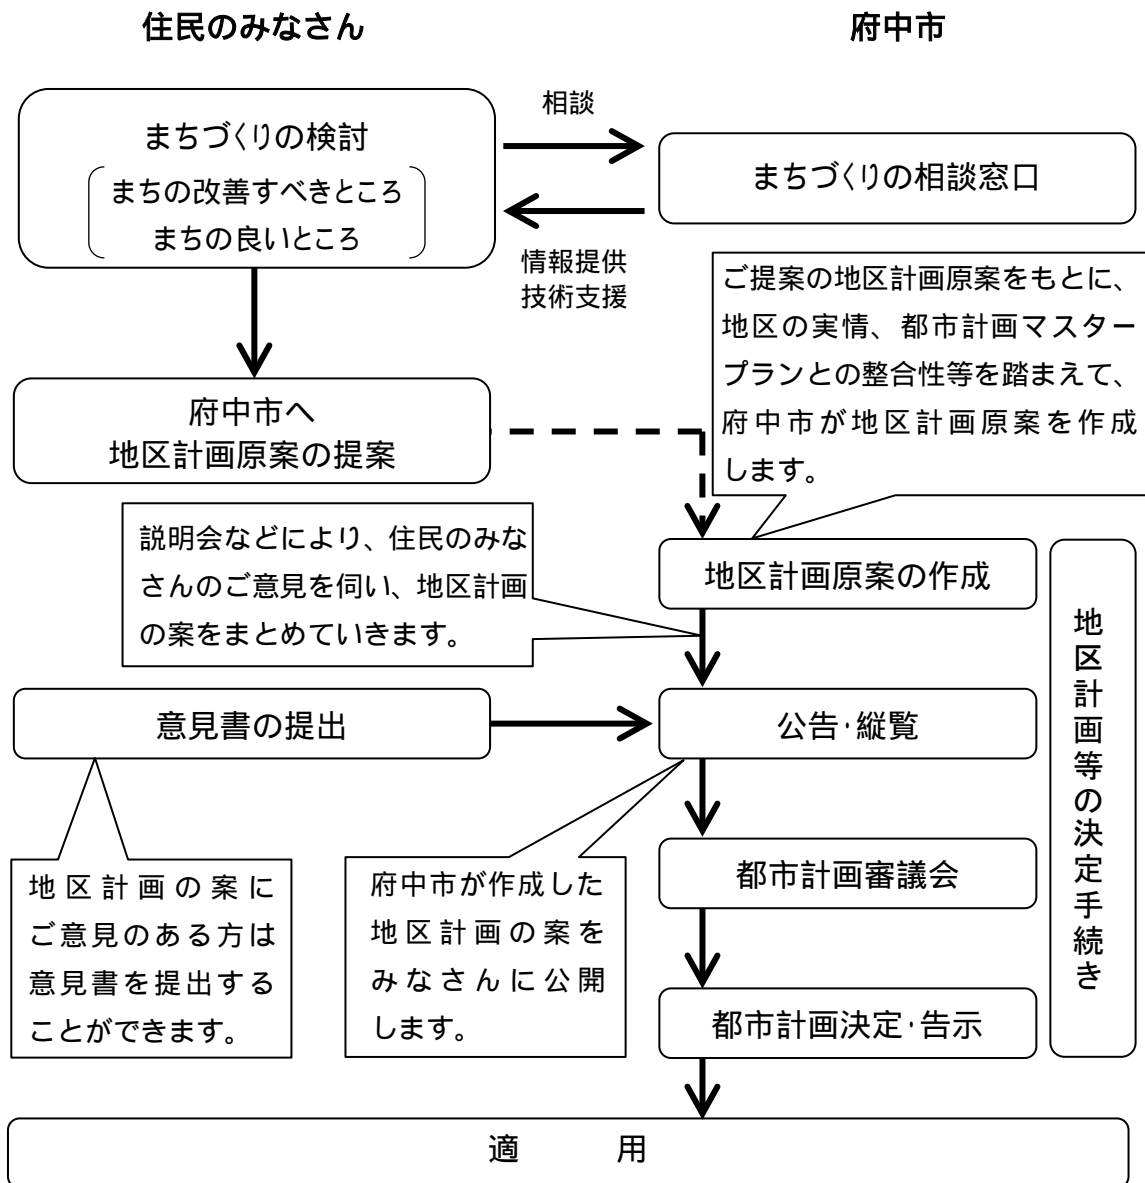 住民のみなさん
府中市
まちづくりの検討
まちの改善すべきところ
まちの良いところ
相談
まちづくりの相談窓口
情報提供
技術支援
ご提案の地区計画原案をもとに、
地区の実情、都市計画マスター
プランとの整合性等を踏まえて、
府中市が地区計画原案を作成
します。
府中市へ
地区計画原案の提案
説明会などにより、住民のみな
さんのご意見を伺い、地区計画
の案をまとめていきます。
地区計画原案の作成
地区計画等の決定手続き
意見書の提出
公告・縦覧
地区計画の案に
ご意見のある方は
意見書を提出する
ことができます。
府中市が作成した
地区計画の案を
みなさんに公開
します。
都市計画審議会
都市計画決定・告示
適用